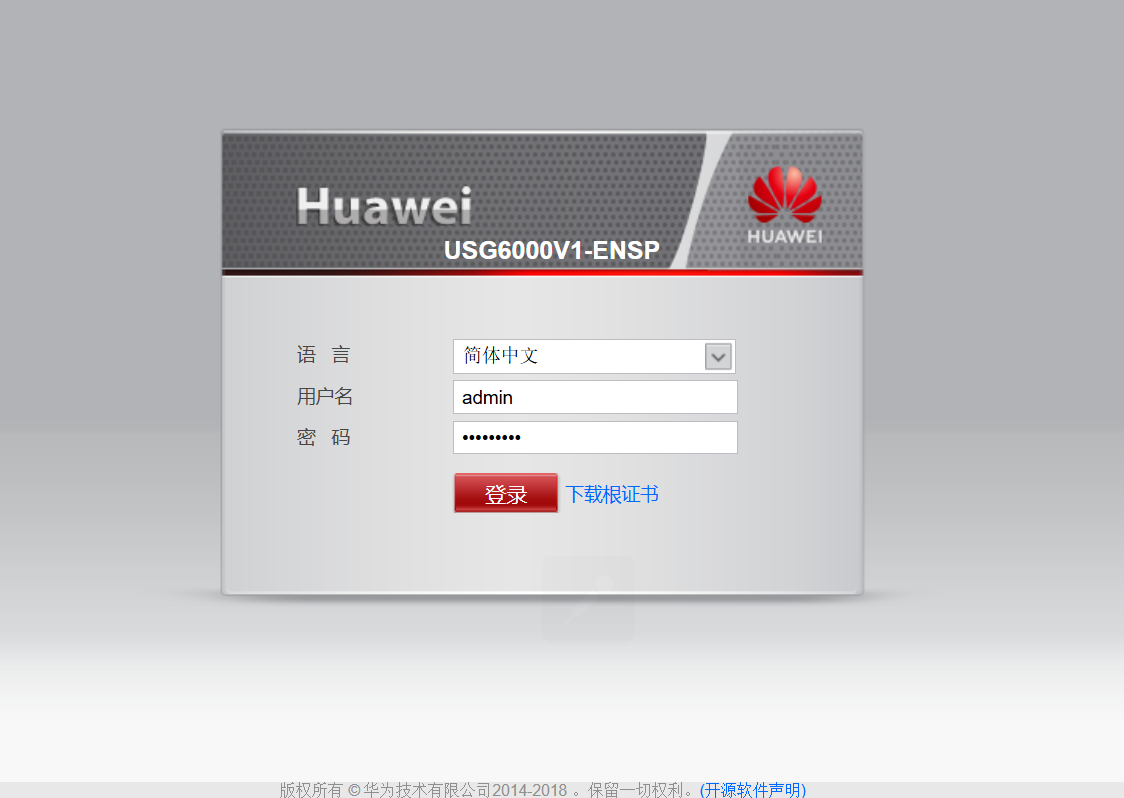 Huawei
HUAWEI
USG6000V1-ENSP
语 言 简体中文
用户名 admin
密 码 •••••••••
登录 下载根证书
版权所有 © 华为技术有限公司2014-2018 。保留一切权利。(开源软件声明)